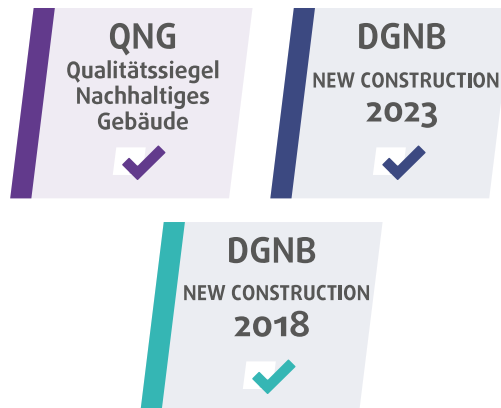 QNG
Qualitätssiegel
Nachhaltiges
Gebäude
DGNB
NEW CONSTRUCTION
2023
DGNB
NEW CONSTRUCTION
2018